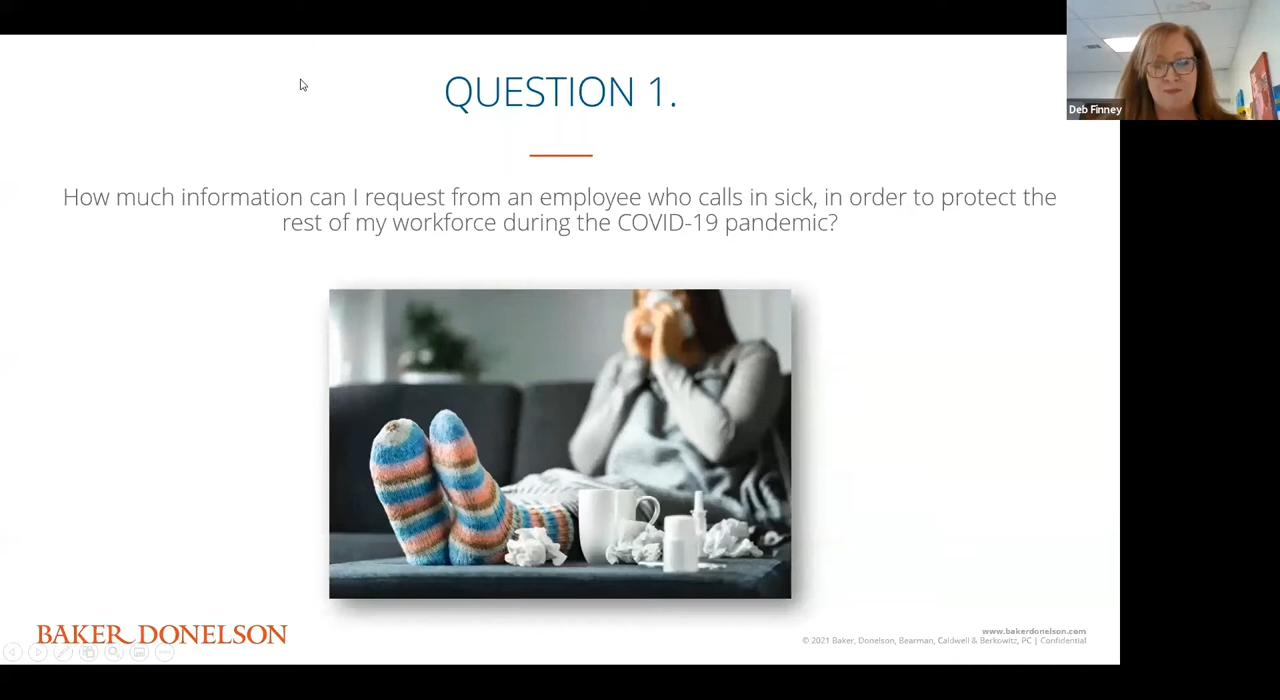 QUESTION 1.
Deb Finney
How much information can I request from an employee who calls in sick, in order to protect the
rest of my workforce during the COVID-19 pandemic?
BAKER DONELSON
www.bakerdonelson.com
© 2021 Baker, Donelson, Bearman, Caldwell & Berkowitz, PC | Confidential